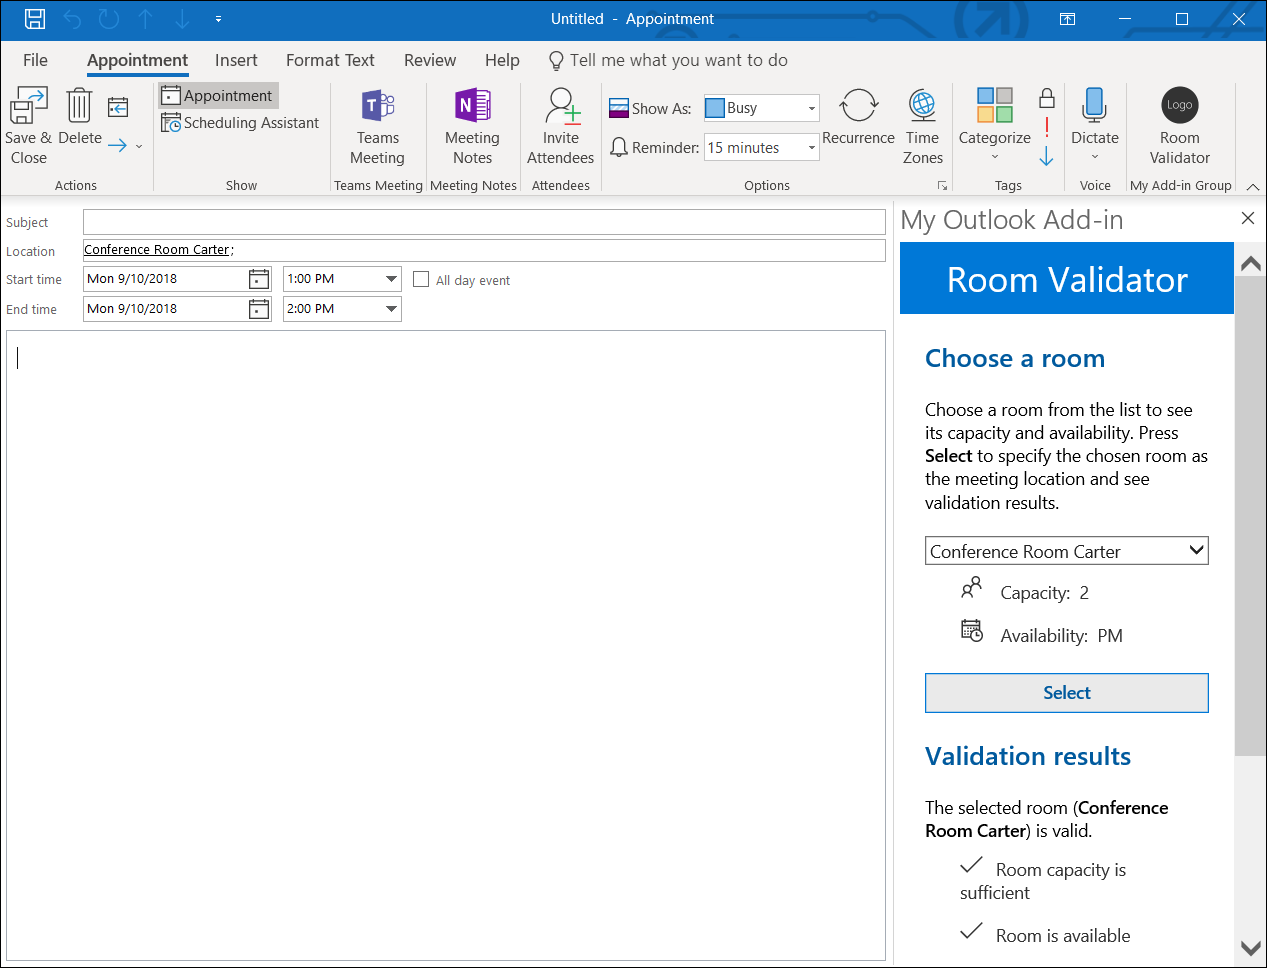 Untitled - Appointment
File Appointment Insert Format Text Review Help Tell me what you want to do
Save & Close
Delete
Actions
Appointment
Scheduling Assistant
Show
Teams
Meeting
Teams Meeting
Meeting
Notes
Meeting Notes
Invite
Attendees
Attendees
Show As: Busy
Reminder: 15 minutes
Recurrence
Time
Zones
Options
Categorize
Tags
Dictate
Voice
Logo
Room
Validator
My Add-in Group
Subject
Location Conference Room Carter;
Start time Mon 9/10/2018 1:00 PM All day event
End time Mon 9/10/2018 2:00 PM
My Outlook Add-in
Room Validator
Choose a room
Choose a room from the list to see
its capacity and availability. Press
Select to specify the chosen room as
the meeting location and see
validation results.
Conference Room Carter
Capacity: 2
Availability: PM
Select
Validation results
The selected room (Conference
Room Carter) is valid.
Room capacity is
sufficient
Room is available